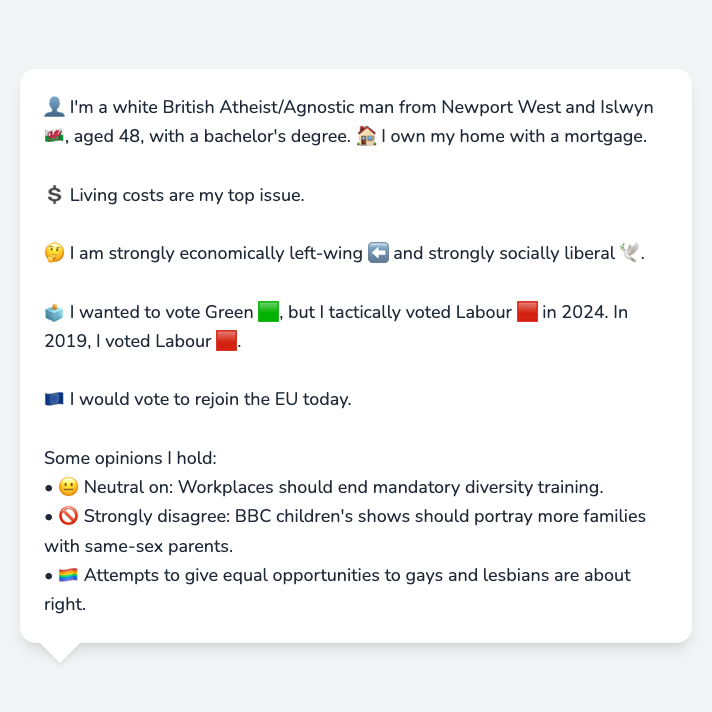 👤 I'm a white British Atheist/Agnostic man from Newport West and Islwyn
🏴󠁧󠁢󠁷󠁬󠁳󠁿, aged 48, with a bachelor's degree. 🏠 I own my home with a mortgage.
💲 Living costs are my top issue.
🤔 I am strongly economically left-wing ⬅️ and strongly socially liberal 🕊️.
🗳️ I wanted to vote Green 🟩, but I tactically voted Labour 🟥 in 2024. In
2019, I voted Labour 🟥.
🇪🇺 I would vote to rejoin the EU today.
Some opinions I hold:
• 😐 Neutral on: Workplaces should end mandatory diversity training.
• 🚫 Strongly disagree: BBC children's shows should portray more families
with same-sex parents.
• 🏳️‍🌈 Attempts to give equal opportunities to gays and lesbians are about
right.